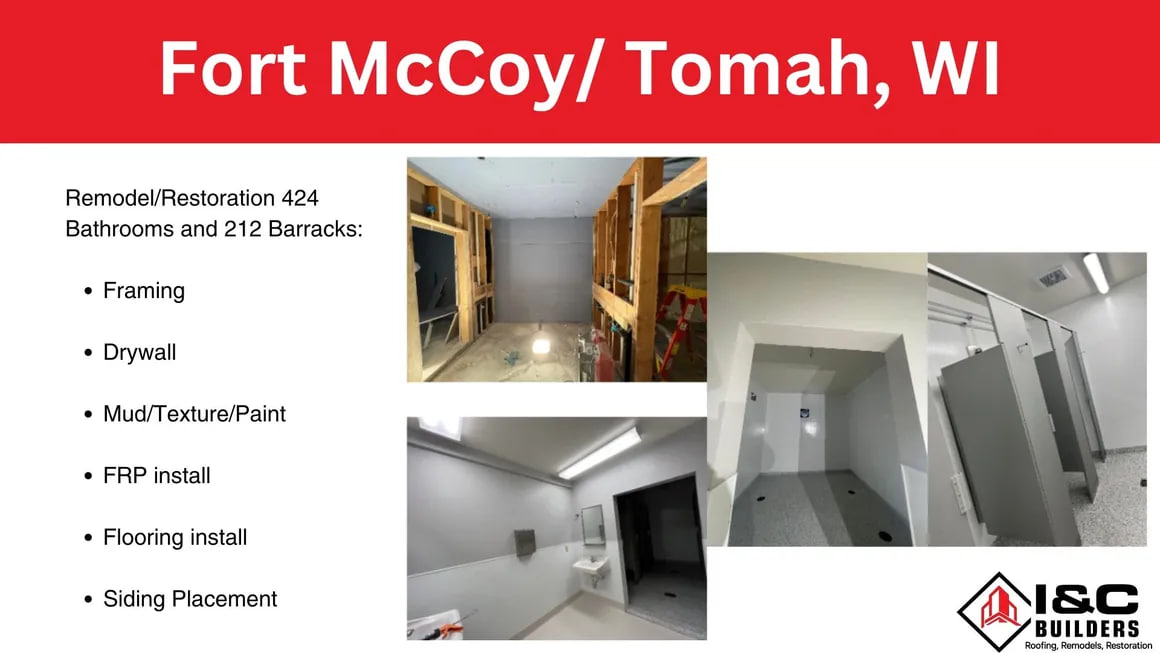 Fort McCoy/ Tomah, WI
Remodel/Restoration 424
Bathrooms and 212 Barracks:
• Framing
• Drywall
• Mud/Texture/Paint
• FRP install
• Flooring install
• Siding Placement
I&C
BUILDERS
Roofing, Remodels, Restoration